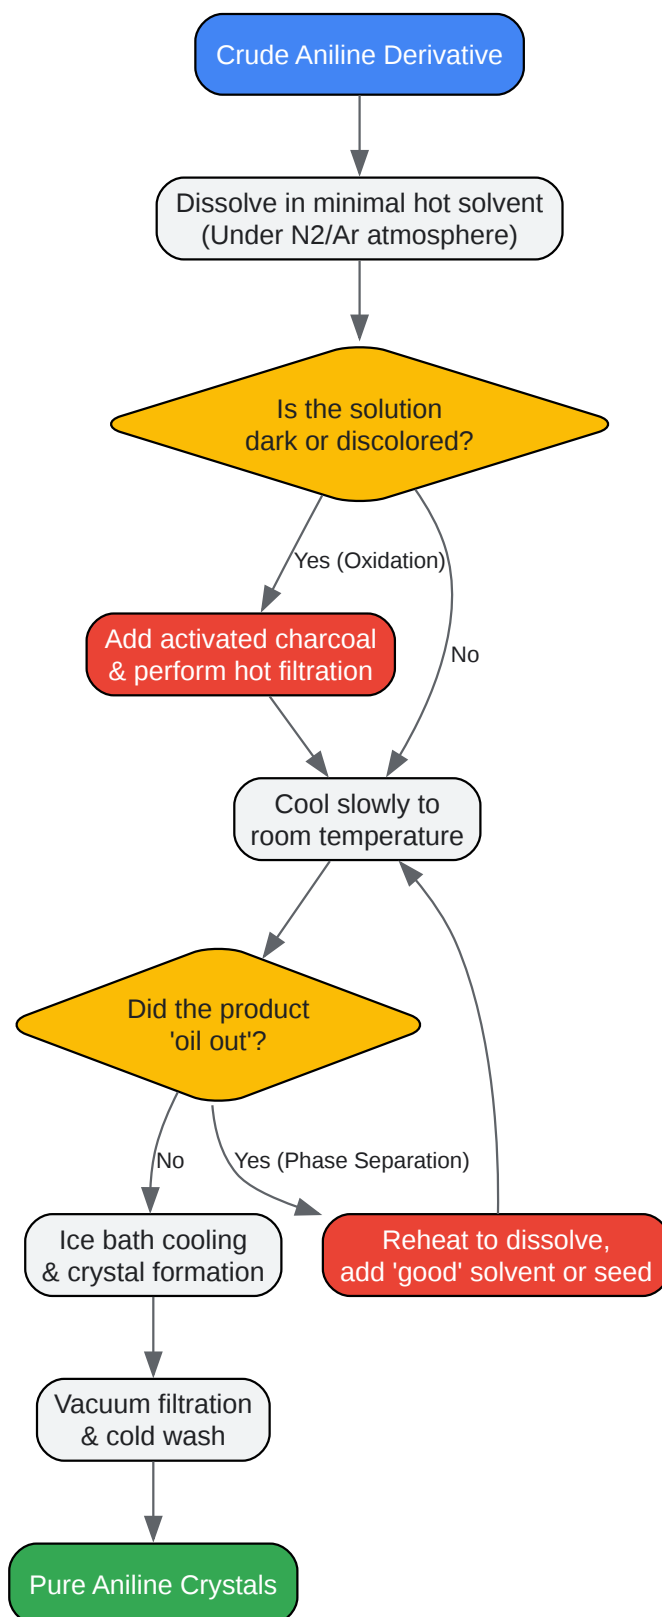 Crude Aniline Derivative
Dissolve in minimal hot solvent
(Under N2/Ar atmosphere)
Is the solution
dark or discolored?
Yes (Oxidation)
Add activated charcoal
& perform hot filtration
No
Cool slowly to
room temperature
Did the product
'oil out'?
No
Yes (Phase Separation)
Ice bath cooling
& crystal formation
Reheat to dissolve,
add 'good' solvent or seed
Vacuum filtration
& cold wash
Pure Aniline Crystals